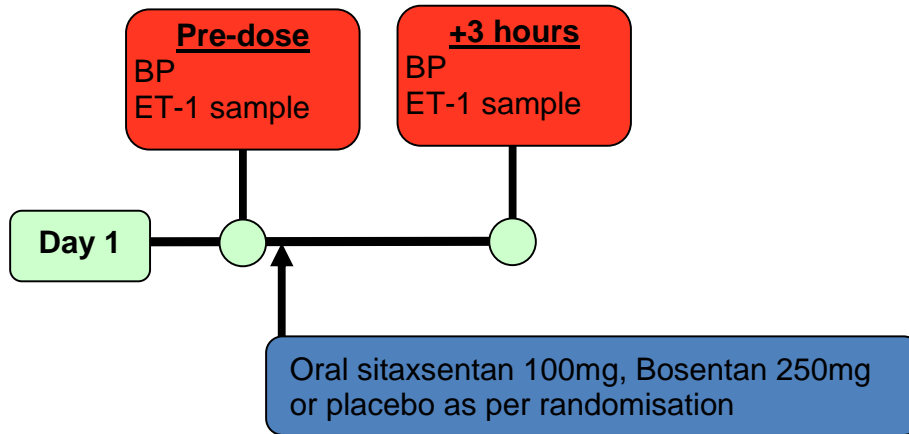 Pre-dose
BP
ET-1 sample
+3 hours
BP
ET-1 sample
Day 1
Oral sitaxsentan 100mg, Bosentan 250mg
or placebo as per randomisation